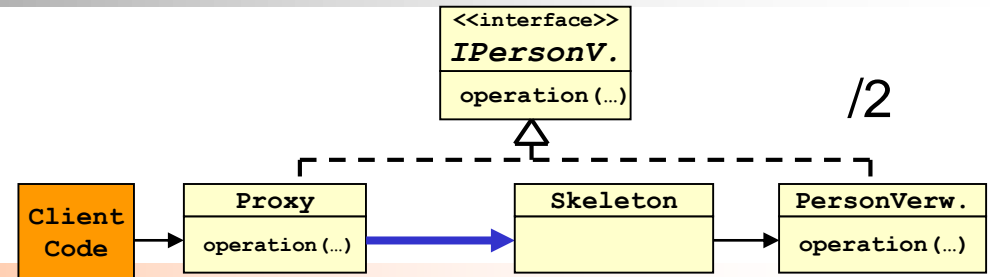 <<interface>>
IPersonV.
operation(…)
/2
Client
Code
Proxy
operation(…)
Skeleton
PersonVerw.
operation(…)